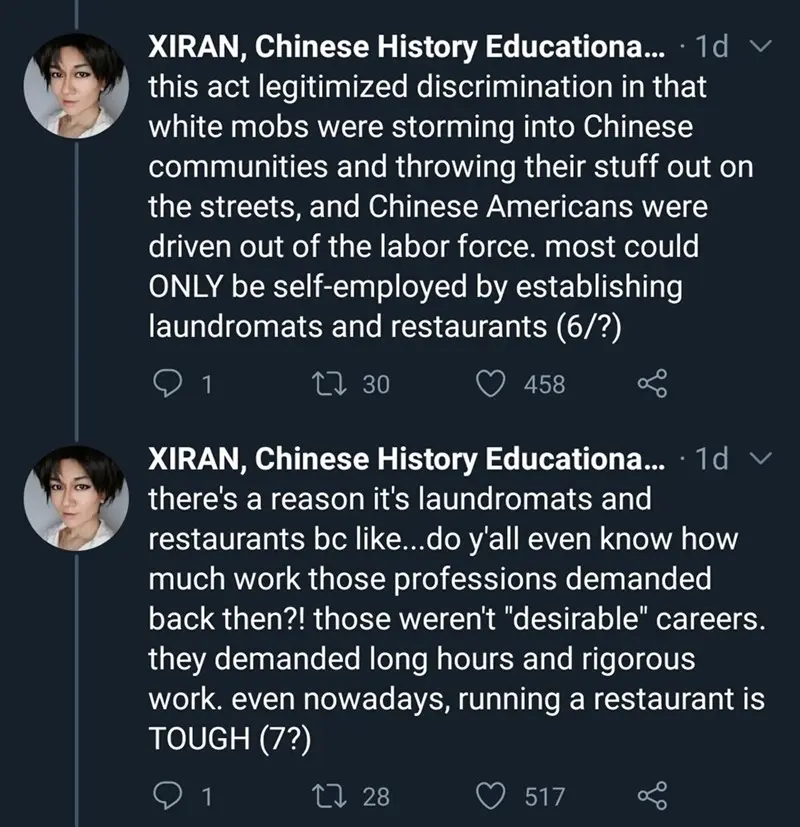 XIRAN, Chinese History Educationa... · 1d
this act legitimized discrimination in that
white mobs were storming into Chinese
communities and throwing their stuff out on
the streets, and Chinese Americans were
driven out of the labor force. most could
ONLY be self-employed by establishing
laundromats and restaurants (6/?)
1 30 458
XIRAN, Chinese History Educationa... · 1d
there's a reason it's laundromats and
restaurants bc like...do y'all even know how
much work those professions demanded
back then?! those weren't "desirable" careers.
they demanded long hours and rigorous
work. even nowadays, running a restaurant is
TOUGH (7?)
1 28 517